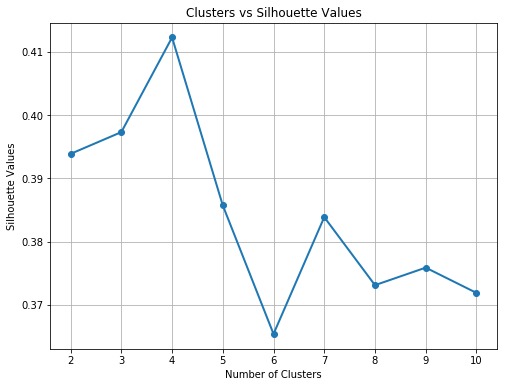 Clusters vs Silhouette Values
0.41
0.40
0.39
0.38
0.37
Silhouette Values
2 3 4 5 6 7 8 9 10
Number of Clusters